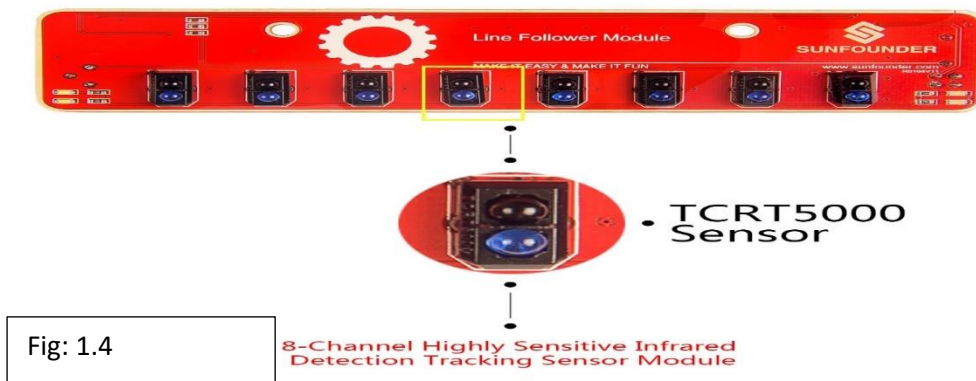 Line Follower Module
SUNFOUNDER
MAKE IT EASY & MAKE IT FUN
www.sunfounder.com
TCRT5000
Sensor
Fig: 1.4
8-Channel Highly Sensitive Infrared
Detection Tracking Sensor Module